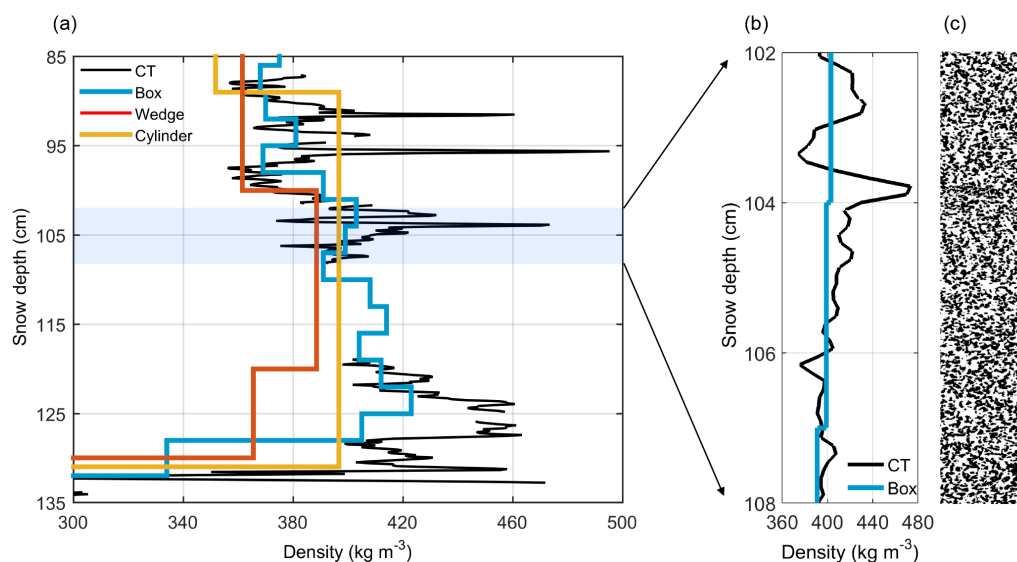 (a)
85
95
105
115
125
135
Snow depth (cm)
CT
Box
Wedge
Cylinder
300 340 380 420 460 500
Density (kg m⁻³)
(b)
102
104
106
108
Snow depth (cm)
CT
Box
360 400 440 480
Density (kg m⁻³)
(c)